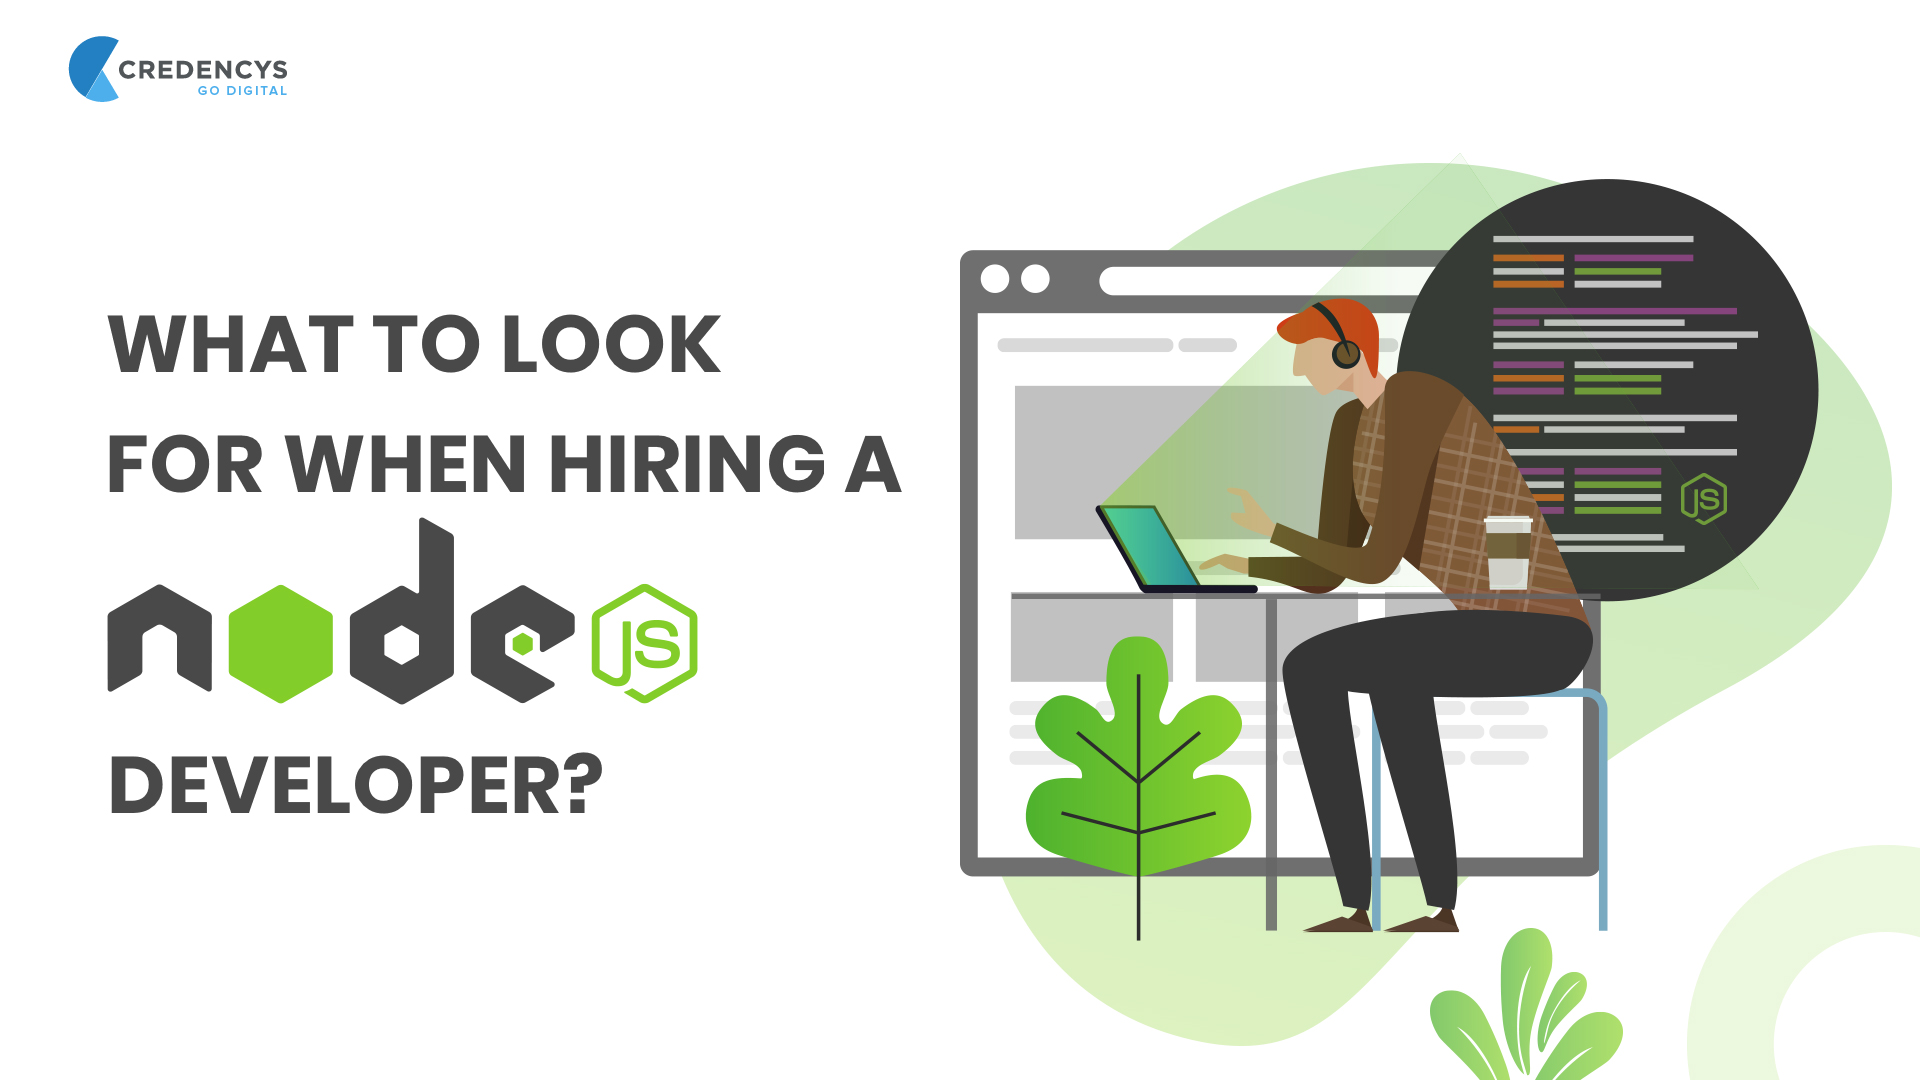 CREDENCYS
GO DIGITAL
WHAT TO LOOK
FOR WHEN HIRING A
node JS
DEVELOPER?
JS